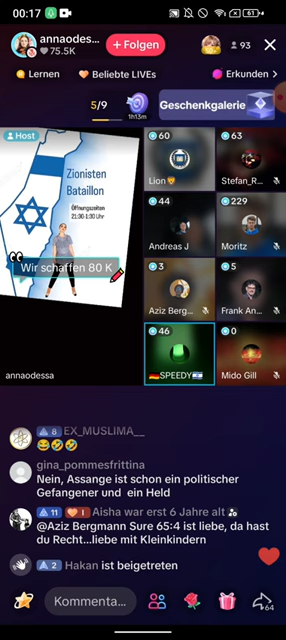 00:17
61
annaodes...
75.5K
+ Folgen
93
Lernen
Beliebte LIVEs
Erkunden
5/9
1h13m
Geschenkgalerie
Host
Zionisten
Bataillon
Öffnungszeiten
21:00-1:00 Uhr
Wir schaffen 80 K
annaodessa
60
Lion
63
Stefan_R...
44
Andreas J
229
Moritz
3
Aziz Berg...
5
Frank An...
46
SPEEDY
0
Mido Gill
8 EX_MUSLIMA__
gina_pommesfrittina
Nein, Assange ist schon ein politischer
Gefangener und ein Held
11 1 Aisha war erst 6 Jahre alt
@Aziz Bergmann Sure 65:4 ist liebe, da hast
du Recht...liebe mit Kleinkindern
2 Hakan ist beigetreten
Kommenta...
64